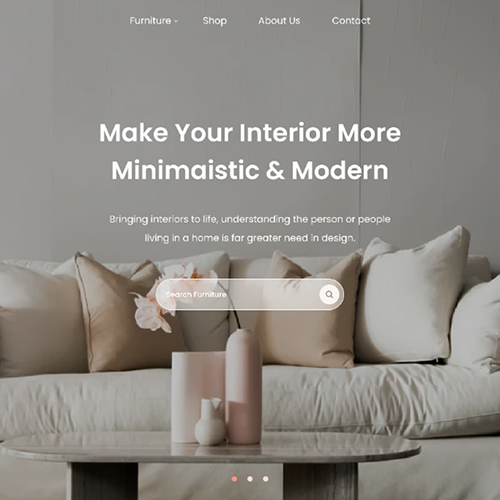 Furniture Shop About Us Contact
Make Your Interior More
Minimaistic & Modern
Bringing interiors to life, understanding the person or people
living in a home is far greater need in design.
Search Furniture